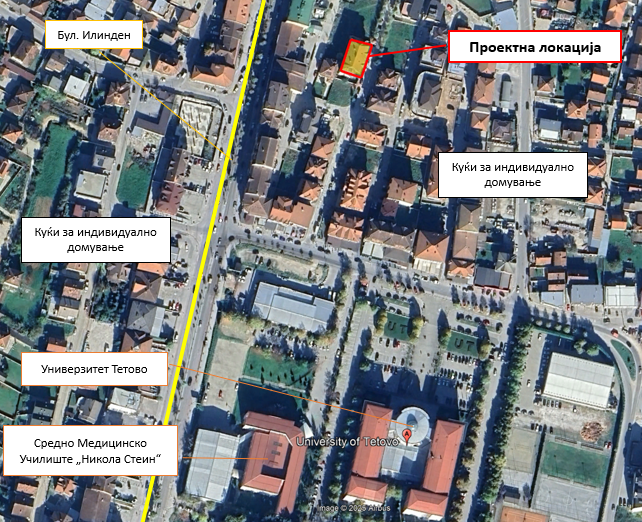 Бул. Илинден
Проектна локација
Куќи за индивидуално
домување
Куќи за индивидуално
домување
Универзитет Тетово
Средно Медицинско
Училиште „Никола Стеин“
University of Tetovo
Image © 2025 Airbus